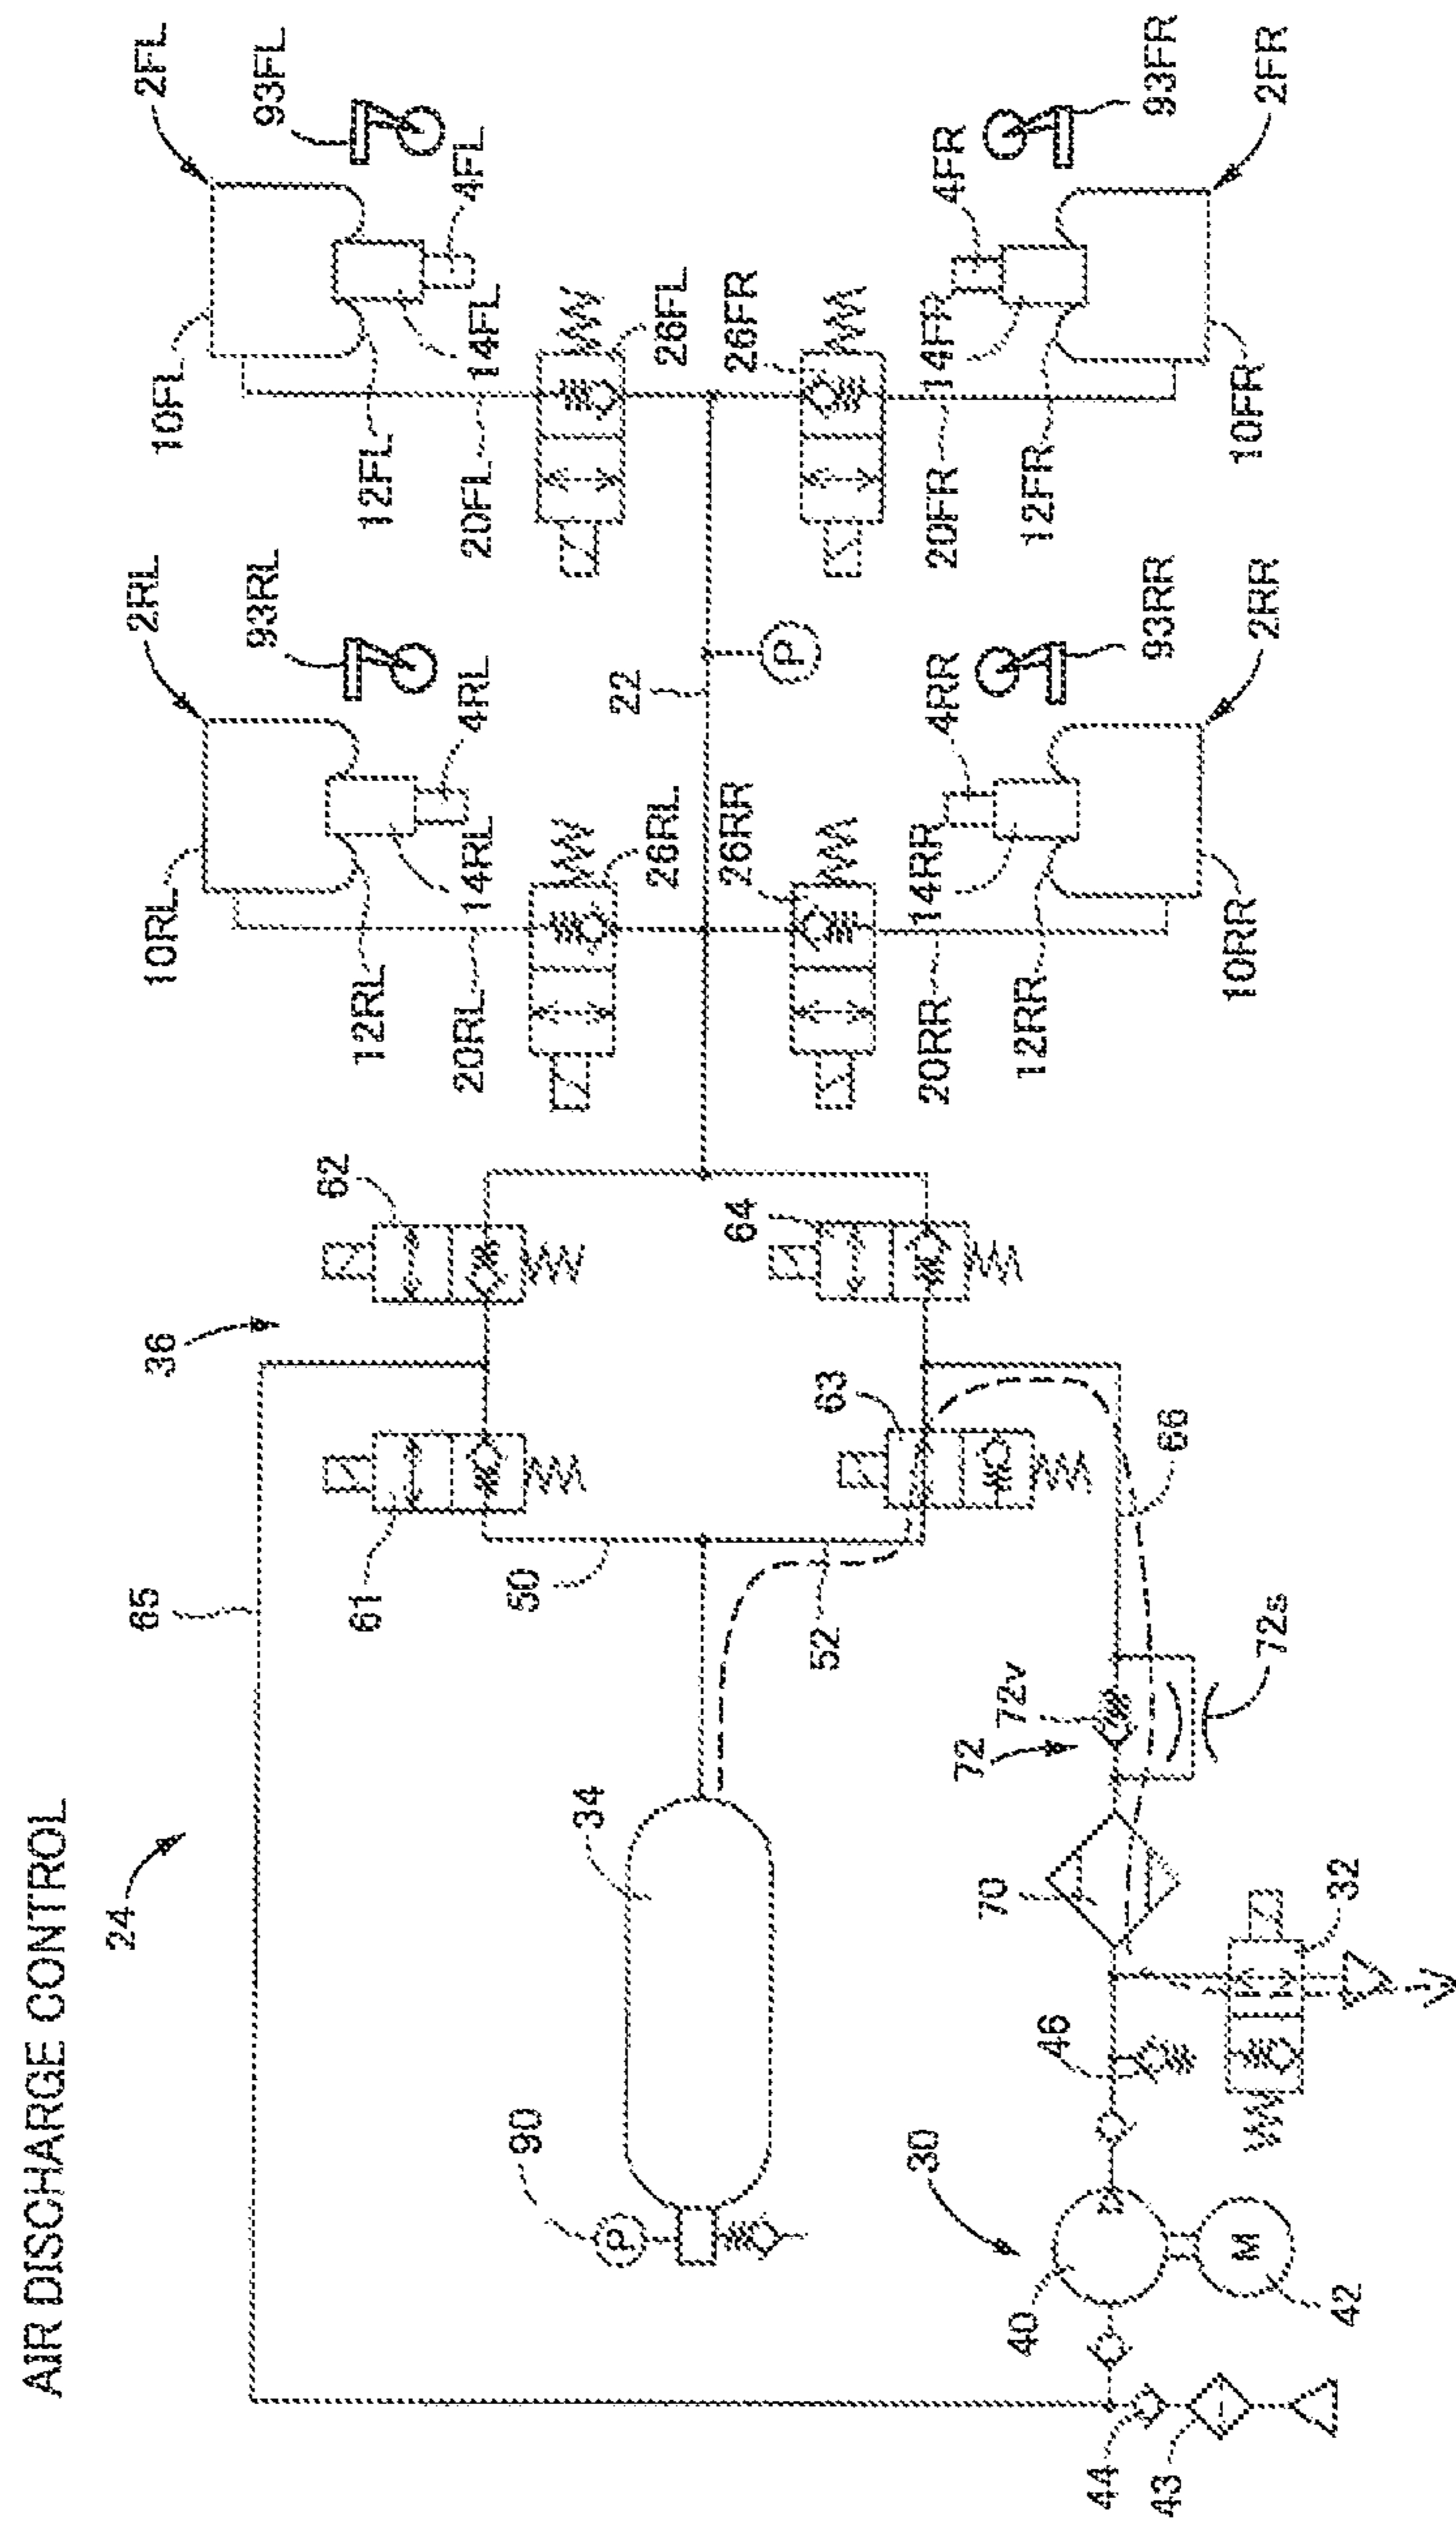 AIR DISCHARGE CONTROL
24
65
36
2RL
2FL
10RL
10FL
93RL
93FL
12RL
12FL
62
61
4RL
4FL
14RL
14FL
20RL
20FL
90
P
34
50
26RL
26FL
22
P
64
26RR
26FR
63
52
30
40
46
70
72
72v
66
4RR
4FR
14RR
14FR
20RR
20FR
12RR
12FR
93RR
93FR
44
43
M
42
32
72s
10RR
10FR
2RR
2FR